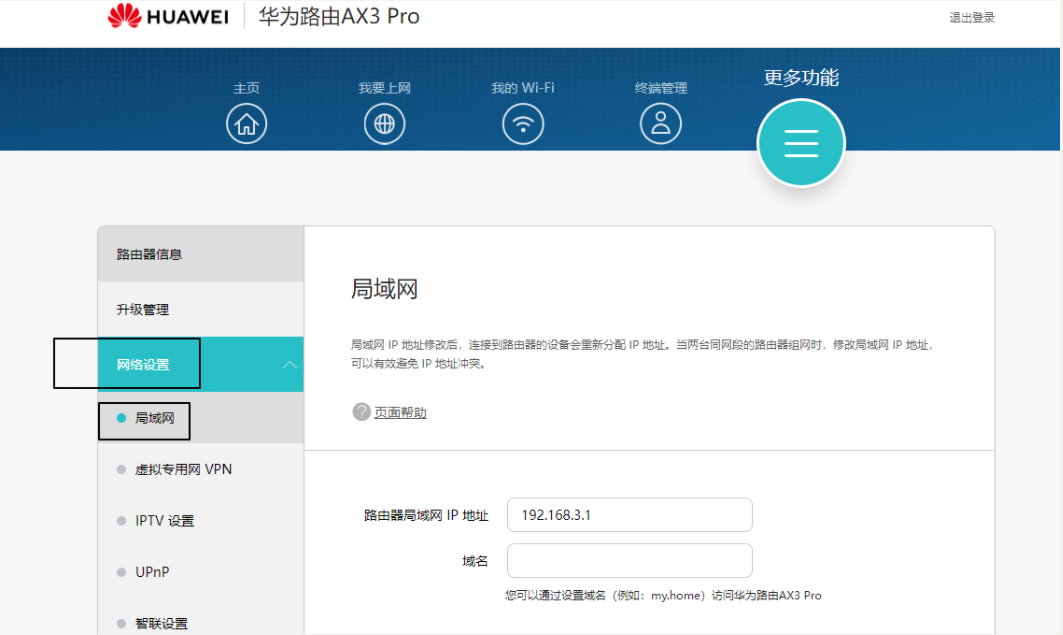 HUAWEI 华为路由AX3 Pro 退出登录
主页 我要上网 我的 Wi-Fi 终端管理 更多功能
路由器信息
升级管理
网络设置
局域网
虚拟专用网 VPN
IPTV 设置
UPnP
智联设置
局域网
局域网 IP 地址修改后，连接到路由器的设备会重新分配 IP 地址。当两台同网段的路由器组网时，修改局域网 IP 地址，
可以有效避免 IP 地址冲突。
? 页面帮助
路由器局域网 IP 地址 192.168.3.1
域名
您可以通过设置域名（例如：my.home）访问华为路由AX3 Pro